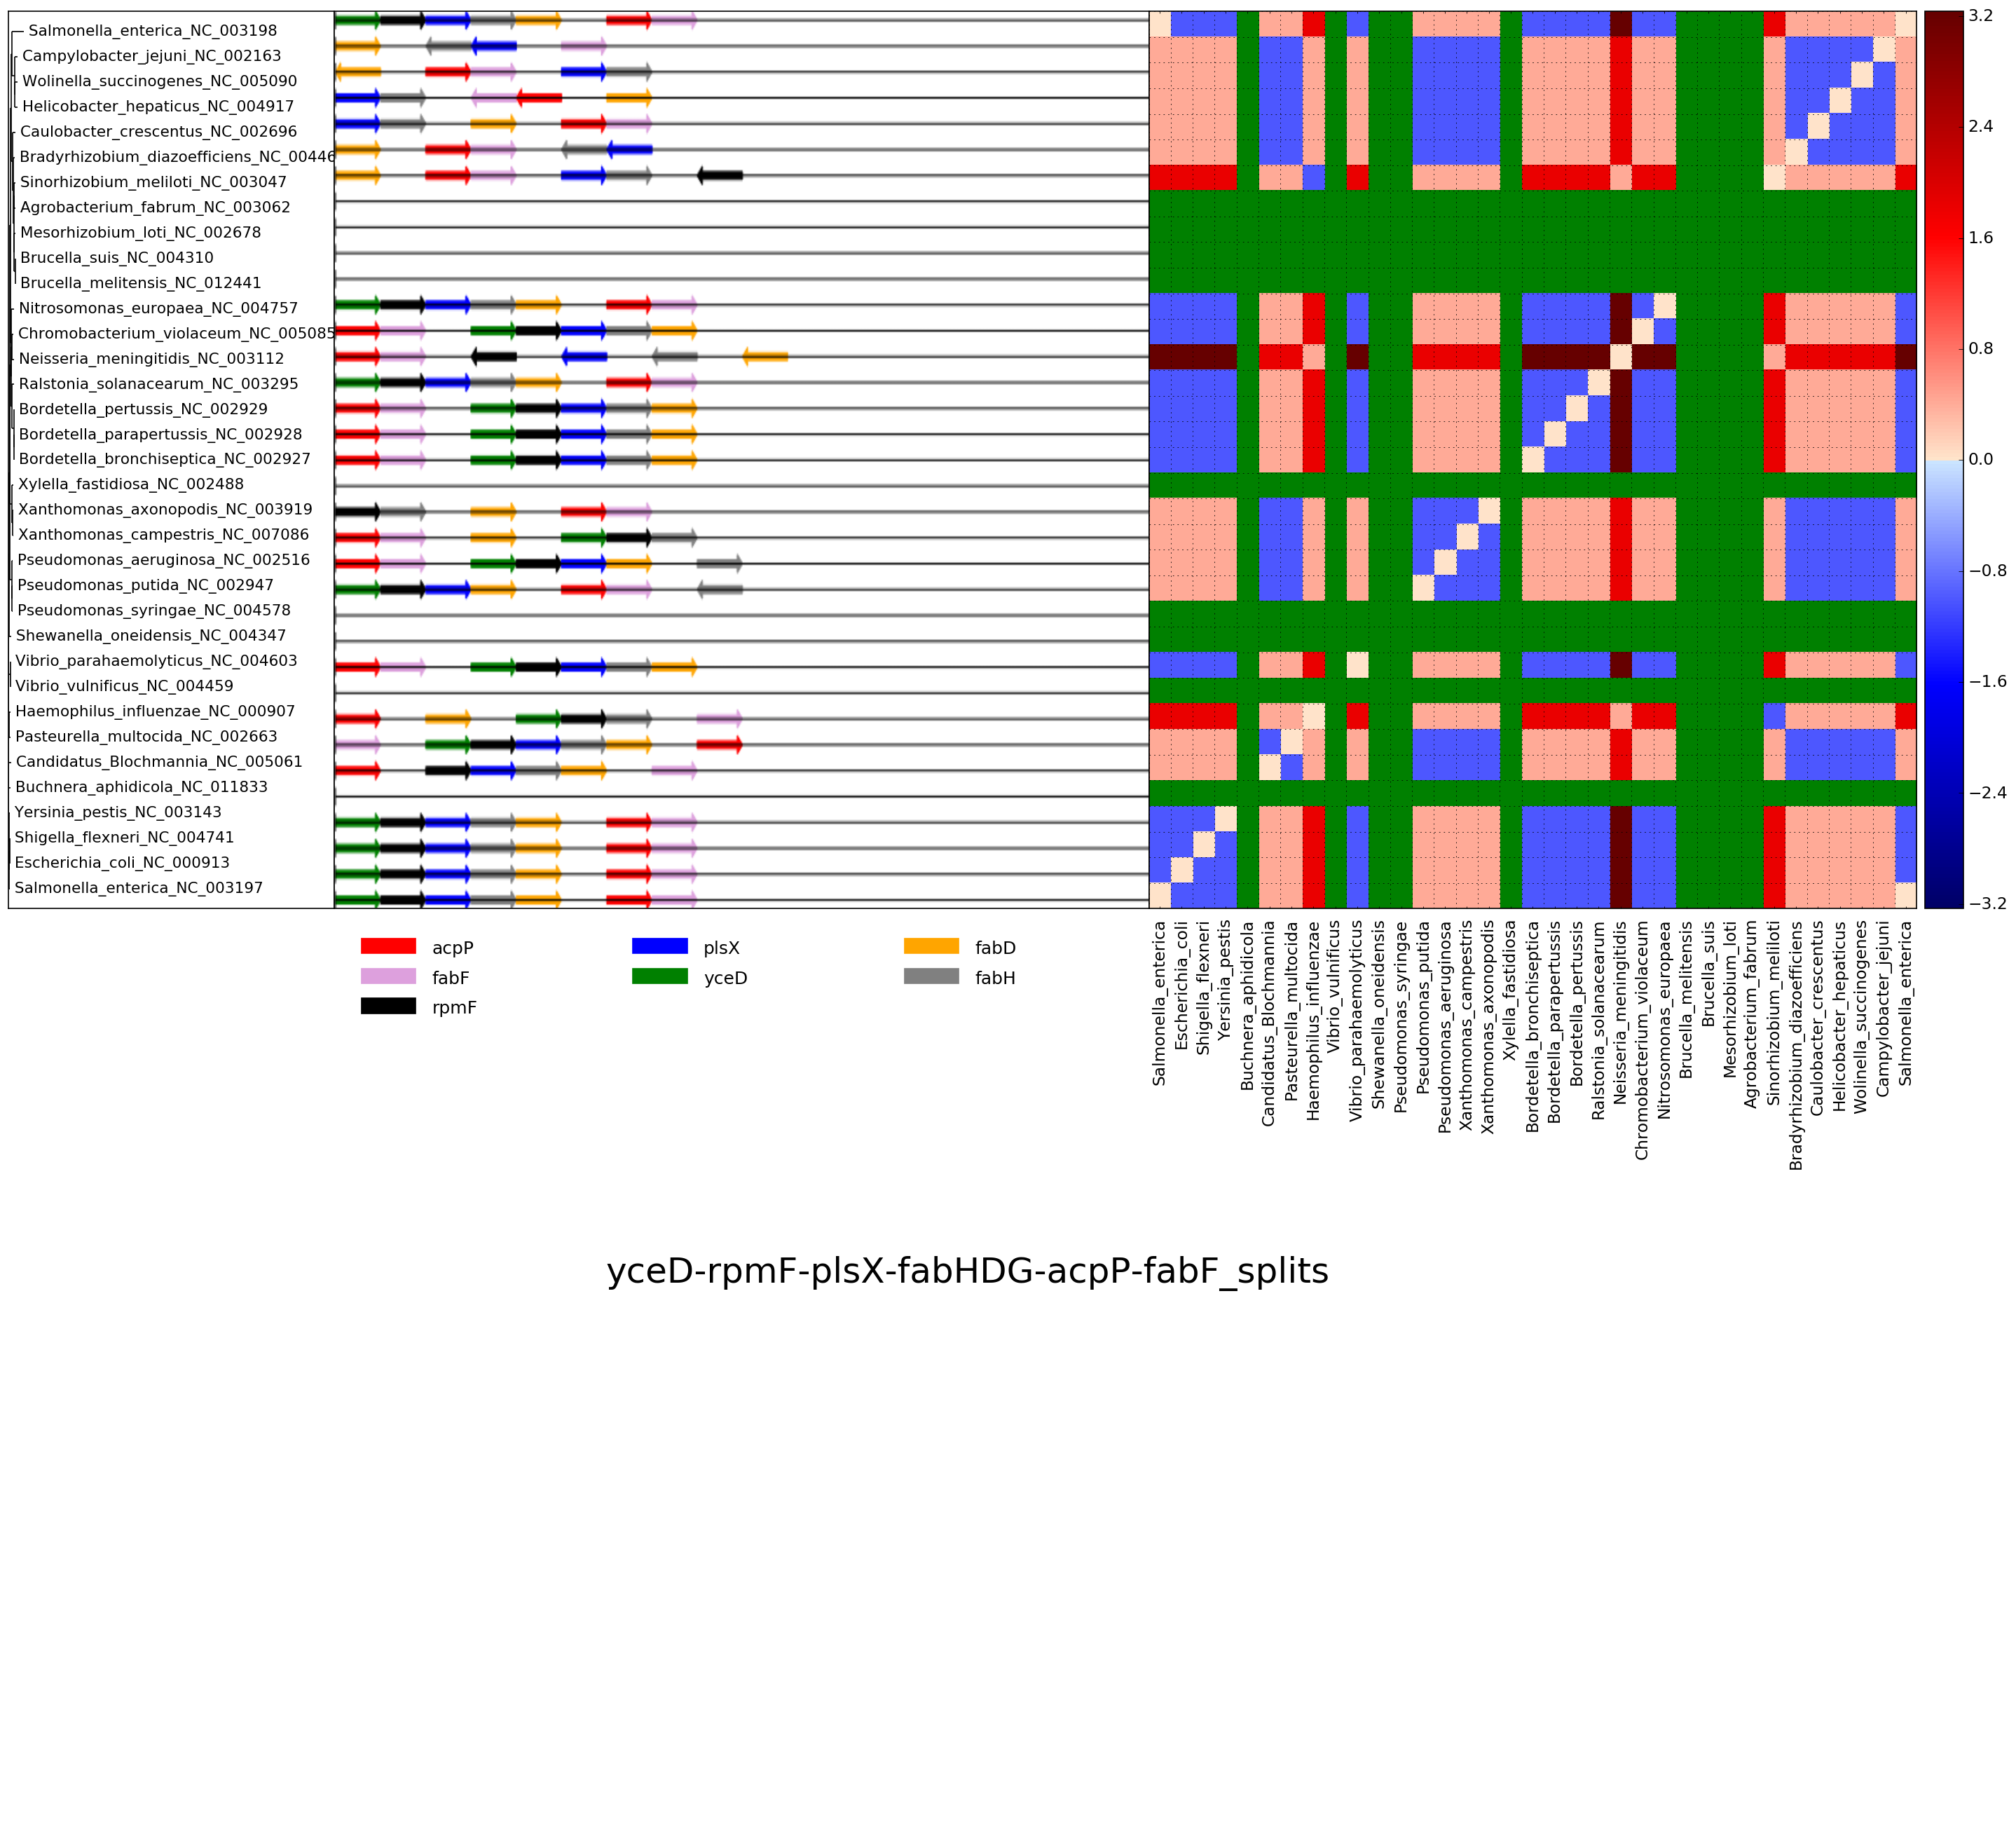 Salmonella_enterica_NC_003198
Campylobacter_jejuni_NC_002163
Wolinella_succinogenes_NC_005090
Helicobacter_hepaticus_NC_004917
Caulobacter_crescentus_NC_002696
Bradyrhizobium_diazoefficiens_NC_00446
Sinorhizobium_meliloti_NC_003047
Agrobacterium_fabrum_NC_003062
Mesorhizobium_loti_NC_002678
Brucella_suis_NC_004310
Brucella_melitensis_NC_012441
Nitrosomonas_europaea_NC_004757
Chromobacterium_violaceum_NC_005085
Neisseria_meningitidis_NC_003112
Ralstonia_solanacearum_NC_003295
Bordetella_pertussis_NC_002929
Bordetella_parapertussis_NC_002928
Bordetella_bronchiseptica_NC_002927
Xylella_fastidiosa_NC_002488
Xanthomonas_axonopodis_NC_003919
Xanthomonas_campestris_NC_007086
Pseudomonas_aeruginosa_NC_002516
Pseudomonas_putida_NC_002947
Pseudomonas_syringae_NC_004578
Shewanella_oneidensis_NC_004347
Vibrio_parahaemolyticus_NC_004603
Vibrio_vulnificus_NC_004459
Haemophilus_influenzae_NC_000907
Pasteurella_multocida_NC_002663
Candidatus_Blochmannia_NC_005061
Buchnera_aphidicola_NC_011833
Yersinia_pestis_NC_003143
Shigella_flexneri_NC_004741
Escherichia_coli_NC_000913
Salmonella_enterica_NC_003197
3.2
2.4
1.6
0.8
0.0
−0.8
−1.6
−2.4
−3.2
Salmonella_enterica
Escherichia_coli
Shigella_flexneri
Yersinia_pestis
Buchnera_aphidicola
Candidatus_Blochmannia
Pasteurella_multocida
Haemophilus_influenzae
Vibrio_vulnificus
Vibrio_parahaemolyticus
Shewanella_oneidensis
Pseudomonas_syringae
Pseudomonas_putida
Pseudomonas_aeruginosa
Xanthomonas_campestris
Xanthomonas_axonopodis
Xylella_fastidiosa
Bordetella_bronchiseptica
Bordetella_parapertussis
Bordetella_pertussis
Ralstonia_solanacearum
Neisseria_meningitidis
Chromobacterium_violaceum
Nitrosomonas_europaea
Brucella_melitensis
Brucella_suis
Mesorhizobium_loti
Agrobacterium_fabrum
Sinorhizobium_meliloti
Bradyrhizobium_diazoefficiens
Caulobacter_crescentus
Helicobacter_hepaticus
Wolinella_succinogenes
Campylobacter_jejuni
Salmonella_enterica
acpP
fabF
rpmF
plsX
yceD
fabD
fabH
yceD-rpmF-plsX-fabHDG-acpP-fabF_splits